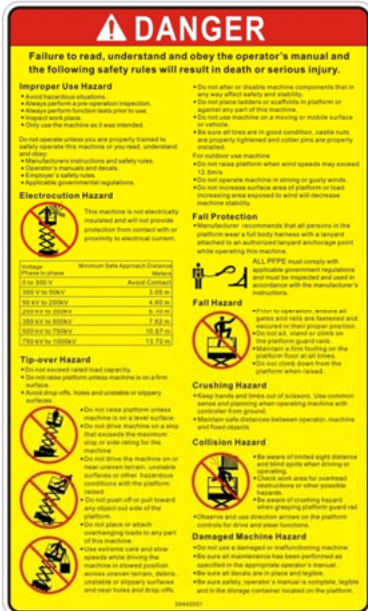 DANGER
Failure to read, understand and obey the operator's manual and
the following safety rules will result in death or serious injury.
Improper Use Hazard
• Avoid hazardous situations.
• Always perform a pre-operation inspection.
• Always perform function tests prior to use.
• Inspect work place.
• Only use the machine as it was intended.
Do not operate unless you are properly trained to
safely operate this machine or you read, understand
and obey:
• Manufacturers instructions and safety rules.
• Operator's manuals and decals.
• Employer's safety rules.
• Applicable governmental regulations.
Electrocution Hazard
This machine is not electrically
insulated and will not provide
protection from contact with or
proximity to electrical current.
Voltage Minimum Safe Approach Distance
Phase to phase Meters
0 to 300 V Avoid Contact
300 V to 50kV 3.05 m
50 kV to 200kV 4.60 m
200 kV to 350kV 6.10 m
350 kV to 500kV 7.62 m
500 kV to 750kV 10.67 m
750 kV to 1000kV 13.72 m
Tip-over Hazard
• Do not exceed rated load capacity.
• Do not raise platform unless machine is on a firm
surface.
• Avoid drop-offs, holes and unstable or slippery
surfaces.
• Do not raise platform unless
machine is on a level surface.
• Do not drive machine on a slop
that exceeds the maximum
slop or side rating for the
machine.
• Do not drive the machine on or
near uneven terrain, unstable
surfaces or other hazardous
conditions with the platform
raised.
• Do not push off or pull toward
any object out side of the
platform.
• Do not place or attach
overhanging loads to any part
of this machine.
• Use extreme care and slow
speeds while driving the
machine in stowed position
across uneven terrain, debris,
unstable or slippery surfaces
and near holes and drop-offs.
• Do not alter or disable machine components that in
any way affect safety and stability.
• Do not place ladders or scaffolds in platform or
against any part of this machine.
• Do not use machine on a moving or mobile surface
or vehicle.
• Be sure all tires are in good condition, castle nuts
are properly tightened and cotter pins are properly
installed.
For outdoor use machine
• Do not raise platform when wind speeds may exceed
12.5m/s.
• Do not operate machine in strong or gusty winds.
• Do not increase surface area of platform or load.
Increasing area exposed to wind will decrease
machine stability.
Fall Protection
• Manufacturer recommends that all persons in the
platform wear a full body harness with a lanyard
attached to an authorized lanyard anchorage point
while operating this machine.
ALL PFPE must comply with
applicable government regulations
and must be inspected and used in
accordance with the manufacturer's
instructions.
Fall Hazard
• Prior to operation, ensure all
gates and rails are fastened and
secured in their proper position.
• Do not sit, stand or climb on
the platform guard rails.
• Maintain a firm footing on the
platform floor at all times.
• Do not climb down from the
platform when raised.
Crushing Hazard
• Keep hands and limbs out of scissors. Use common
sense and planning when operating machine with
controller from ground.
• Maintain safe distances between operator, machine
and fixed objects.
Collision Hazard
• Be aware of limited sight distance
and blind spots when driving or
operating.
• Check work area for overhead
obstructions or other possible
hazards.
• Be aware of crushing hazard
when grasping platform guard rail.
• Observe and use direction arrows on the platform
controls for drive and steer functions.
Damaged Machine Hazard
• Do not use a damaged or malfunctioning machine.
• Be sure all maintenance has been performed as
specified in the appropriate operator's manual.
• Be sure all decals are in place and legible.
• Be sure safety, operator's manual is complete, legible
and in the storage container located on the platform.